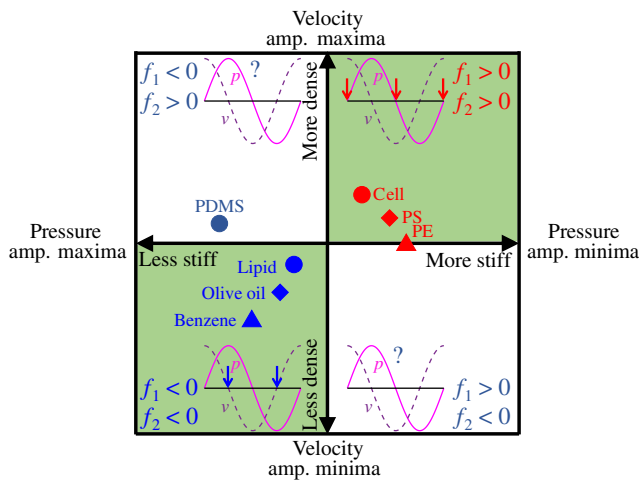 Velocity
amp. maxima
f₁ < 0
f₂ > 0
p
?
v
More dense
p
v
f₁ > 0
f₂ > 0
Cell
PS
PE
PDMS
Pressure
amp. maxima
Pressure
amp. minima
Less stiff
More stiff
Lipid
Olive oil
Benzene
f₁ < 0
f₂ < 0
p
v
Less dense
p
?
v
f₁ > 0
f₂ < 0
Velocity
amp. minima